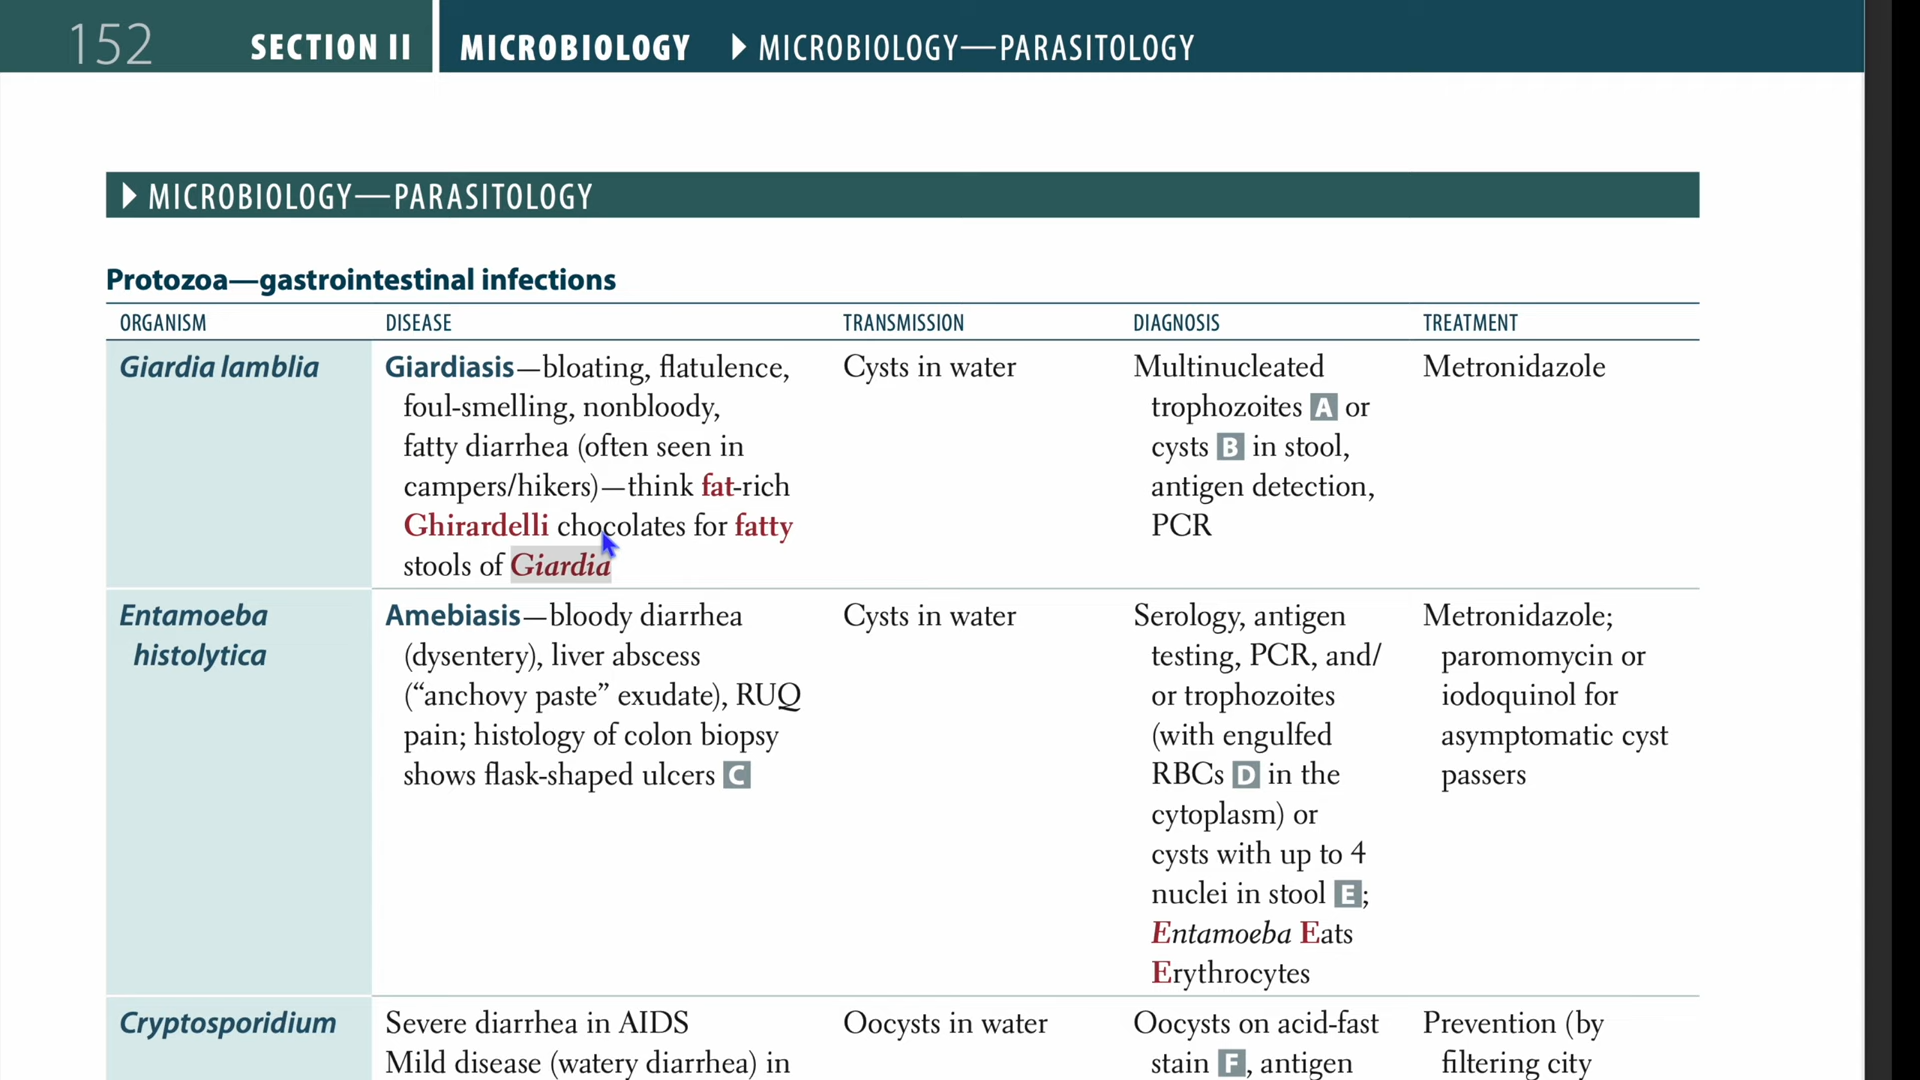 152 SECTION II MICROBIOLOGY ▶ MICROBIOLOGY—PARASITOLOGY
▶ MICROBIOLOGY—PARASITOLOGY
Protozoa—gastrointestinal infections
ORGANISM DISEASE TRANSMISSION DIAGNOSIS TREATMENT
Giardia lamblia
Giardiasis—bloating, flatulence,
foul-smelling, nonbloody,
fatty diarrhea (often seen in
campers/hikers)—think fat-rich
Ghirardelli chocolates for fatty
stools of Giardia
Cysts in water
Multinucleated
trophozoites A or
cysts B in stool,
antigen detection,
PCR
Metronidazole
Entamoeba
histolytica
Amebiasis—bloody diarrhea
(dysentery), liver abscess
(“anchovy paste” exudate), RUQ
pain; histology of colon biopsy
shows flask-shaped ulcers C
Cysts in water
Serology, antigen
testing, PCR, and/
or trophozoites
(with engulfed
RBCs D in the
cytoplasm) or
cysts with up to 4
nuclei in stool E;
Entamoeba Eats
Erythrocytes
Metronidazole;
paromomycin or
iodoquinol for
asymptomatic cyst
passers
Cryptosporidium
Severe diarrhea in AIDS
Mild disease (watery diarrhea) in
Oocysts in water
Oocysts on acid-fast
stain F, antigen
Prevention (by
filtering city